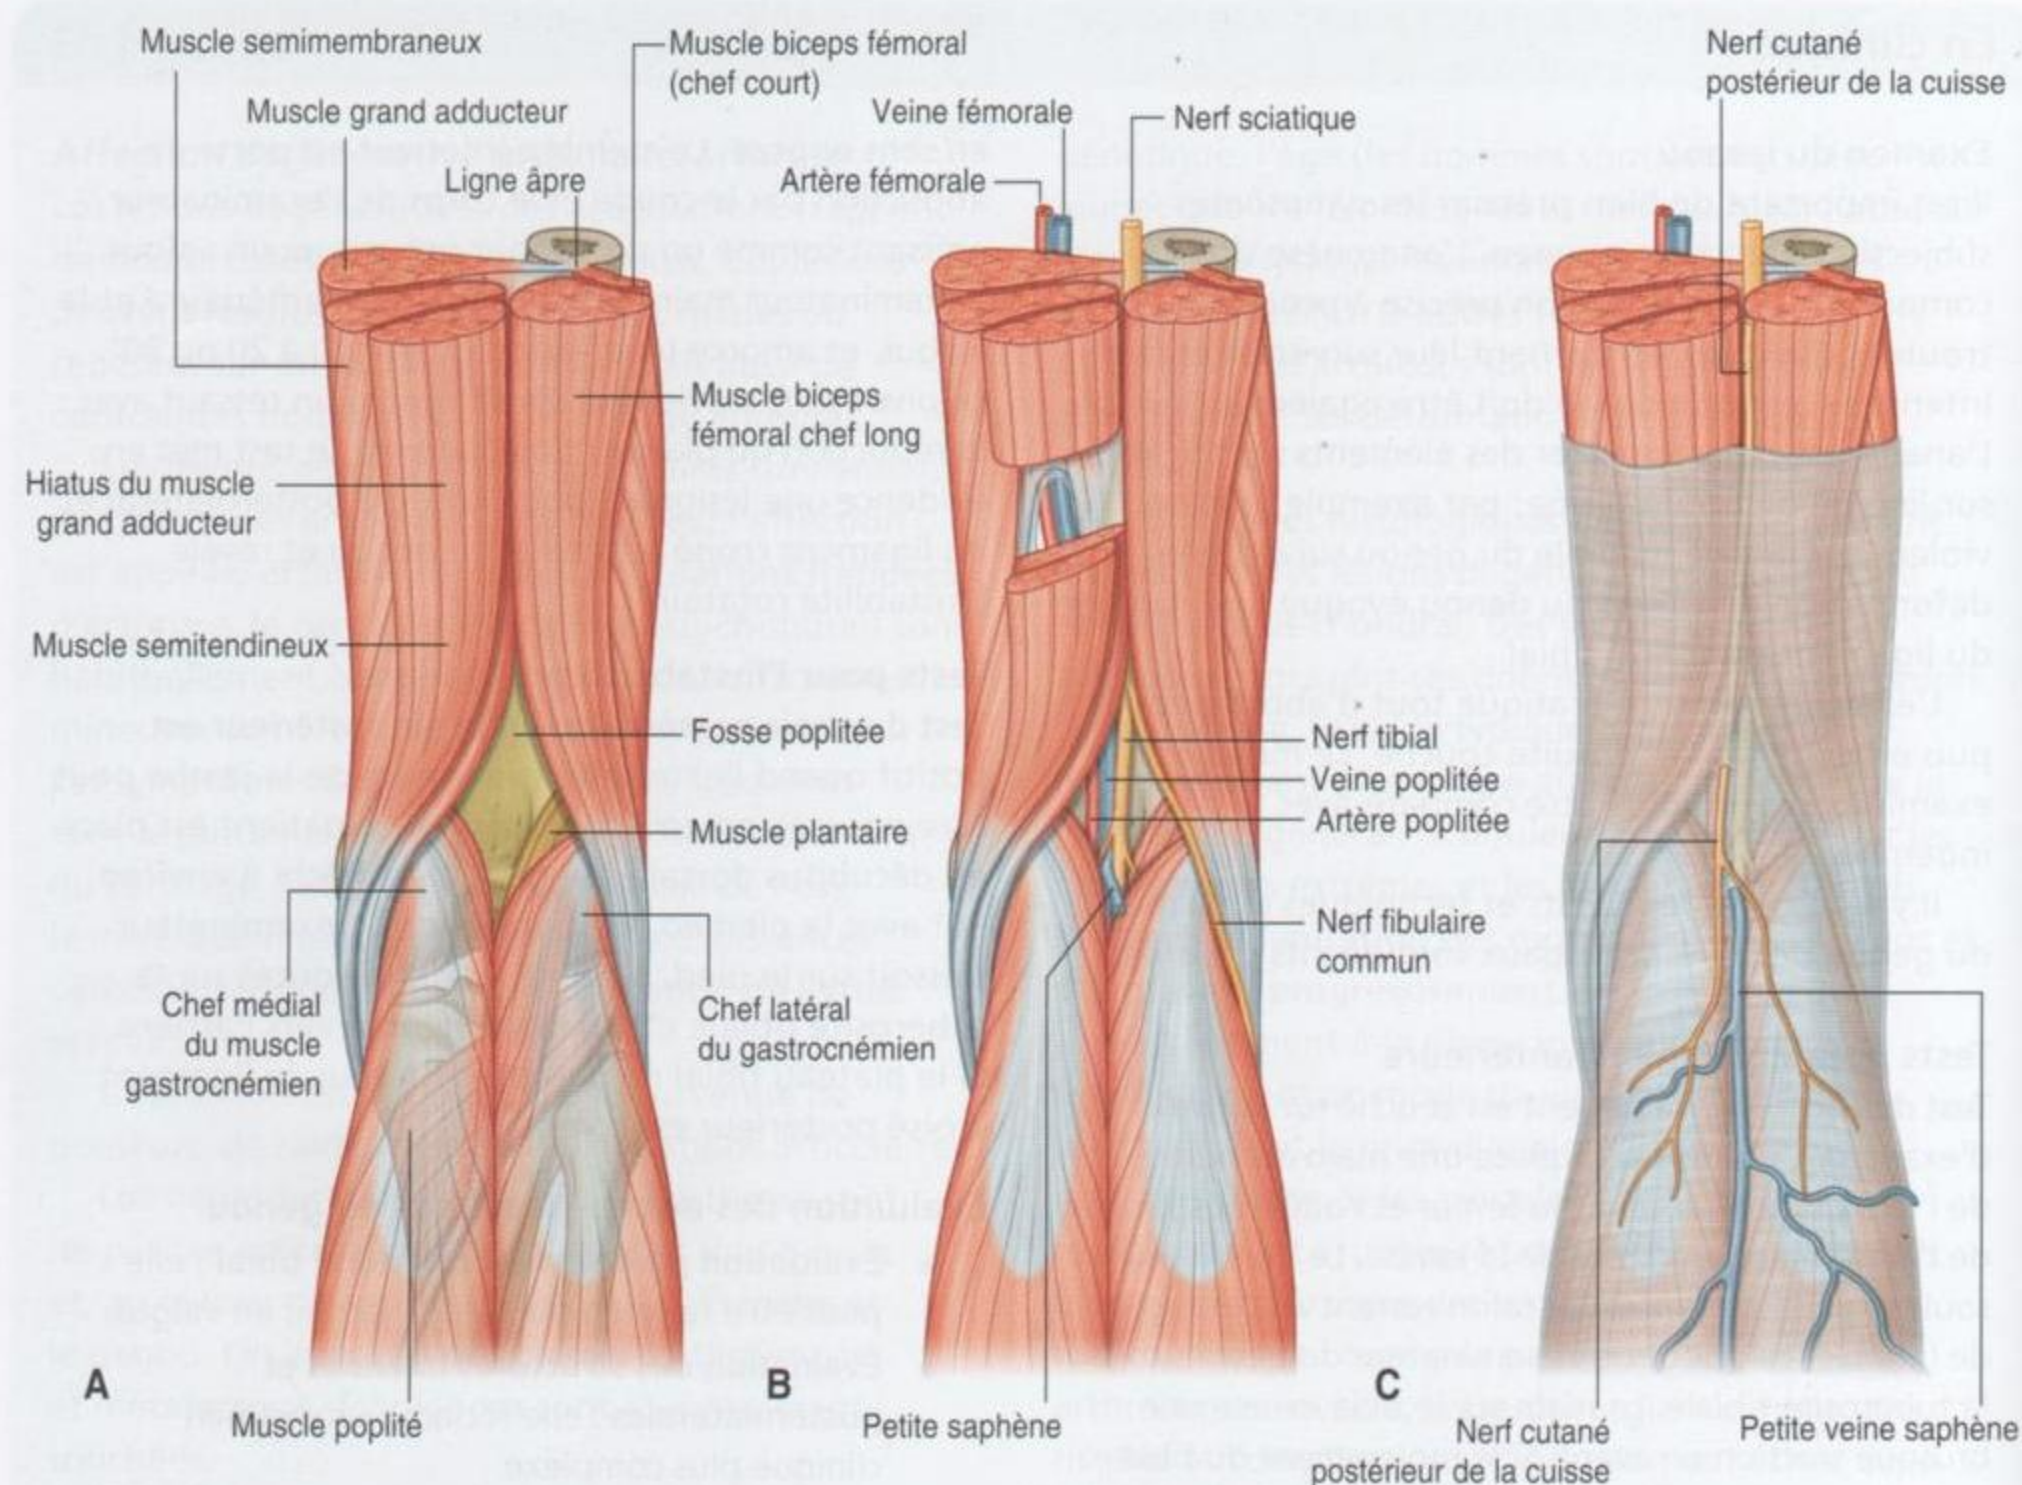 Muscle semimembraneux
Muscle grand adducteur
Ligne âpre
Muscle biceps fémoral
(chef court)
Muscle biceps
fémoral chef long
Hiatus du muscle
grand adducteur
Muscle semitendineux
Fosse poplitée
Muscle plantaire
Chef médial
du muscle
gastrocnémien
Chef latéral
du gastrocnémien
A
Muscle poplité
Veine fémorale
Artère fémorale
Nerf sciatique
Nerf tibial
Veine poplitée
Artère poplitée
Nerf fibulaire
commun
B
Petite saphène
Nerf cutané
postérieur de la cuisse
C
Nerf cutané
postérieur de la cuisse
Petite veine saphène